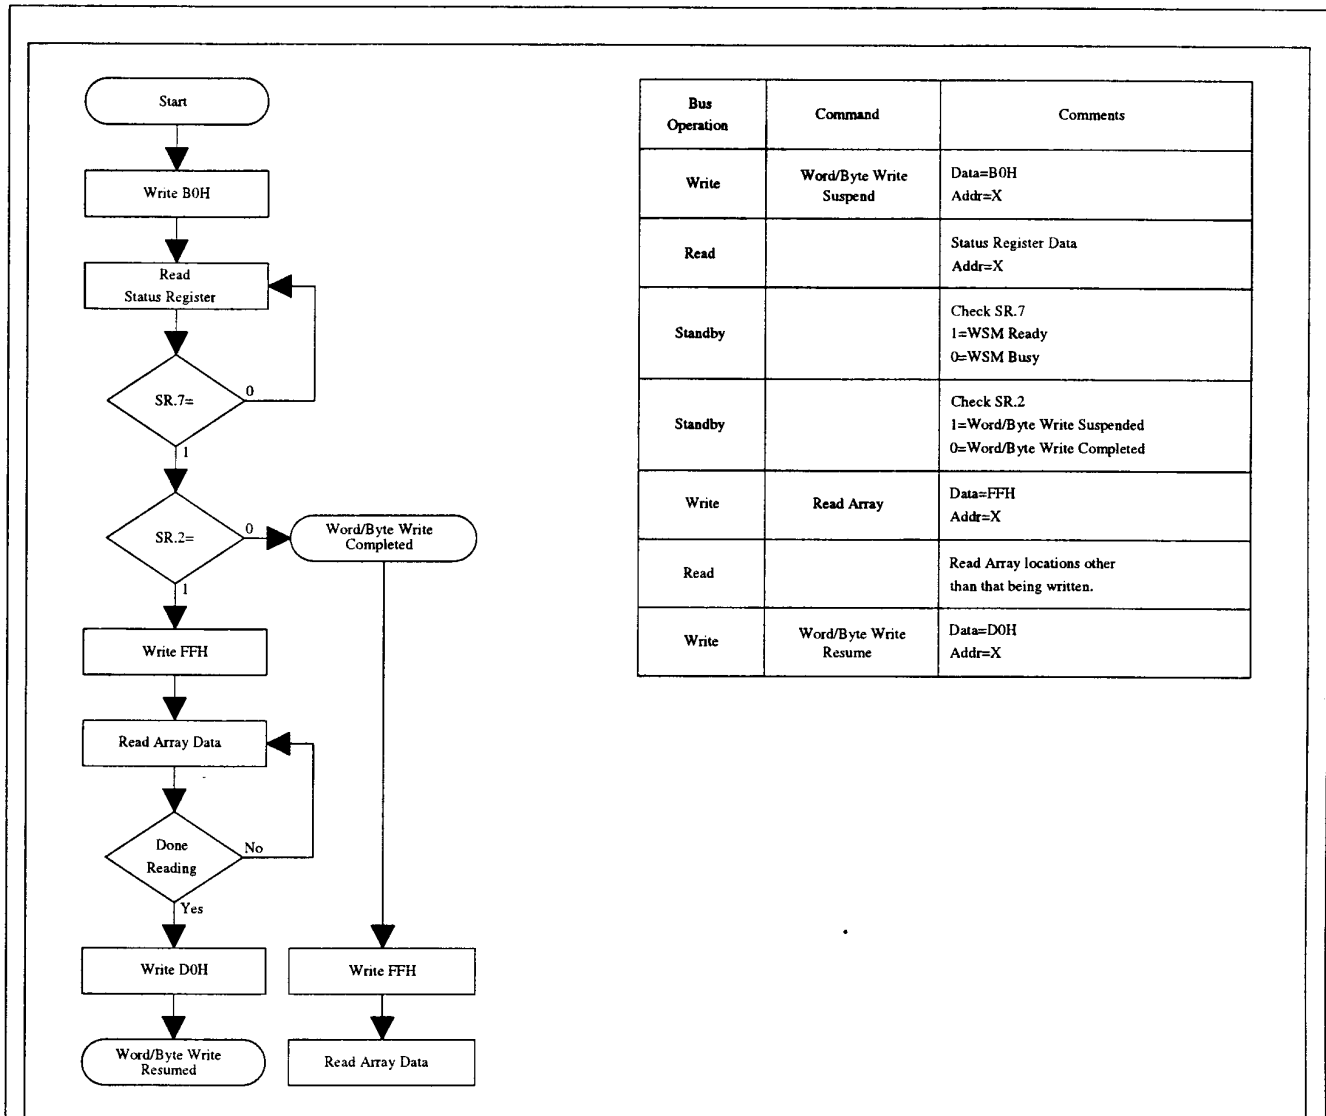 Start
Write B0H
Read
Status Register
SR.7=
0
1
SR.2=
0
Word/Byte Write
Completed
1
Write FFH
Read Array Data
Done
Reading
No
Yes
Write D0H
Write FFH
Word/Byte Write
Resumed
Read Array Data
Bus
Operation
Command
Comments
Write
Word/Byte Write
Suspend
Data=B0H
Addr=X
Read
Status Register Data
Addr=X
Standby
Check SR.7
1=WSM Ready
0=WSM Busy
Standby
Check SR.2
1=Word/Byte Write Suspended
0=Word/Byte Write Completed
Write
Read Array
Data=FFH
Addr=X
Read
Read Array locations other
than that being written.
Write
Word/Byte Write
Resume
Data=D0H
Addr=X